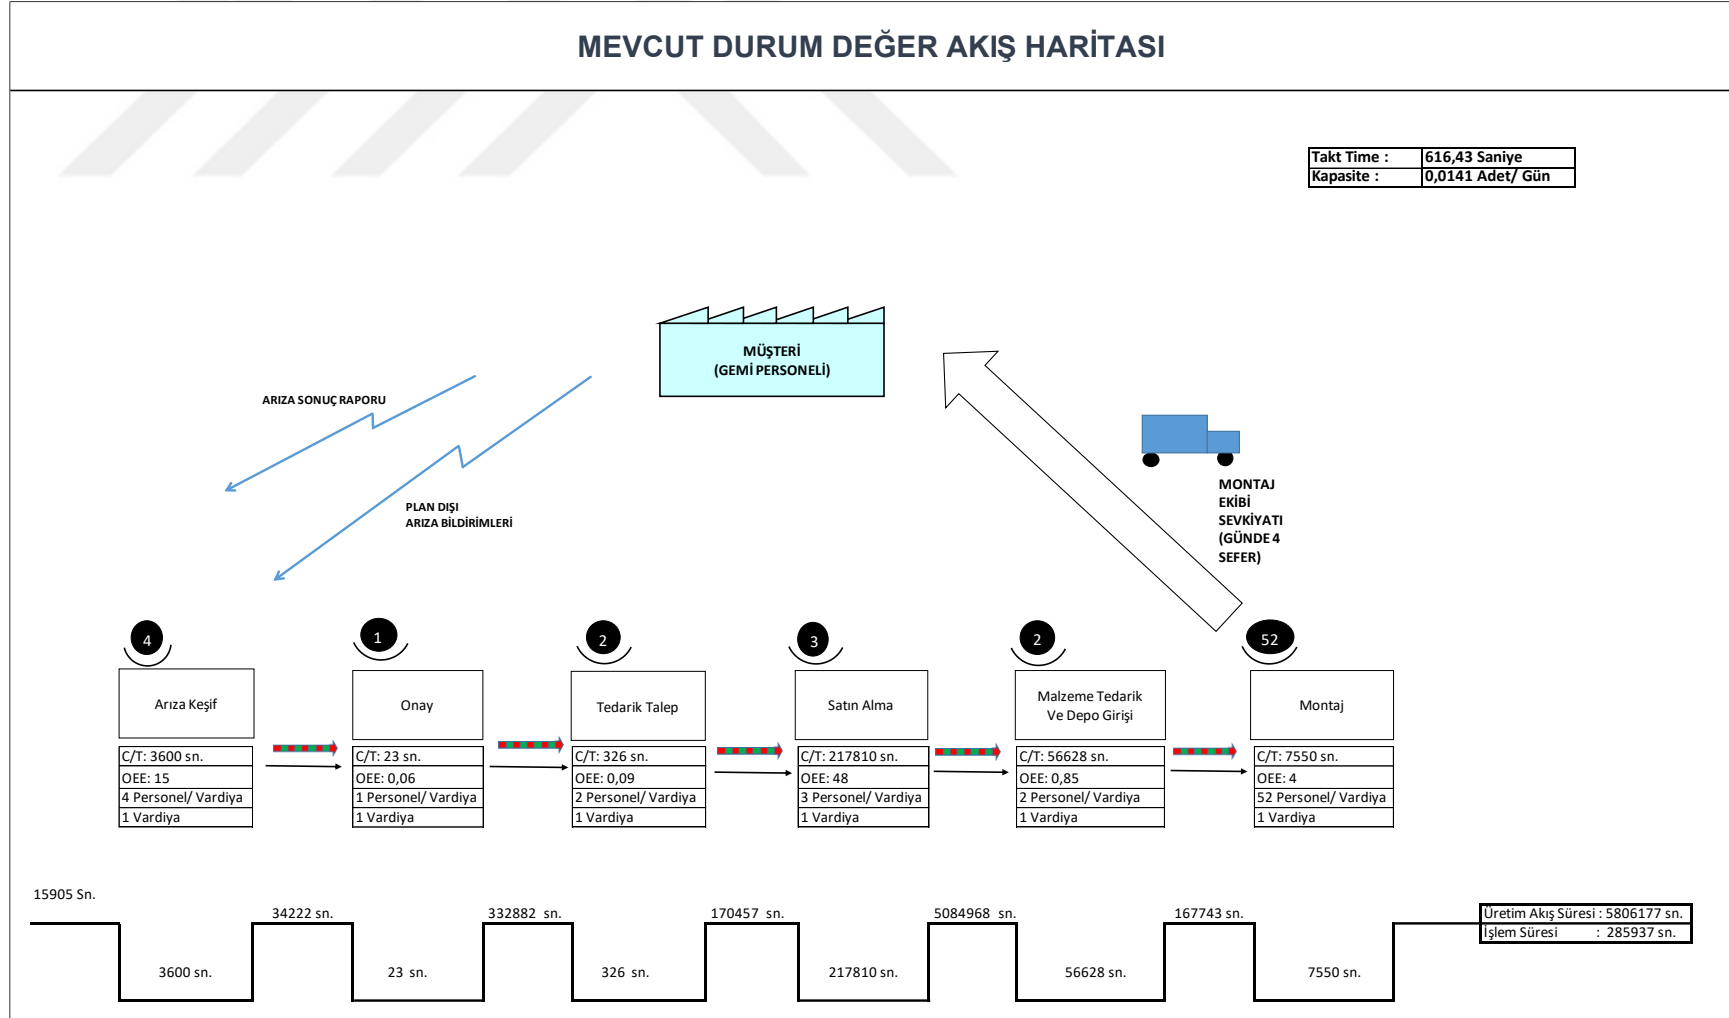 MEVCUT DURUM DEĞER AKIŞ HARİTASI
Takt Time : 616,43 Saniye
Kapasite : 0,0141 Adet/ Gün
MÜŞTERİ
(GEMİ PERSONELİ)
ARIZA SONUÇ RAPORU
PLAN DIŞI
ARIZA BİLDİRİMLERİ
MONTAJ
EKİBİ
SEVKİYATI
(GÜNDE 4
SEFER)
4
Arıza Keşif
C/T: 3600 sn.
OEE: 15
4 Personel/ Vardiya
1 Vardiya
1
Onay
C/T: 23 sn.
OEE: 0,06
1 Personel/ Vardiya
1 Vardiya
2
Tedarik Talep
C/T: 326 sn.
OEE: 0,09
2 Personel/ Vardiya
1 Vardiya
3
Satın Alma
C/T: 217810 sn.
OEE: 48
3 Personel/ Vardiya
1 Vardiya
2
Malzeme Tedarik
Ve Depo Girişi
C/T: 56628 sn.
OEE: 0,85
2 Personel/ Vardiya
1 Vardiya
52
Montaj
C/T: 7550 sn.
OEE: 4
52 Personel/ Vardiya
1 Vardiya
15905 Sn.
34222 sn.
332882 sn.
170457 sn.
5084968 sn.
167743 sn.
3600 sn.
23 sn.
326 sn.
217810 sn.
56628 sn.
7550 sn.
Üretim Akış Süresi : 5806177 sn.
İşlem Süresi : 285937 sn.